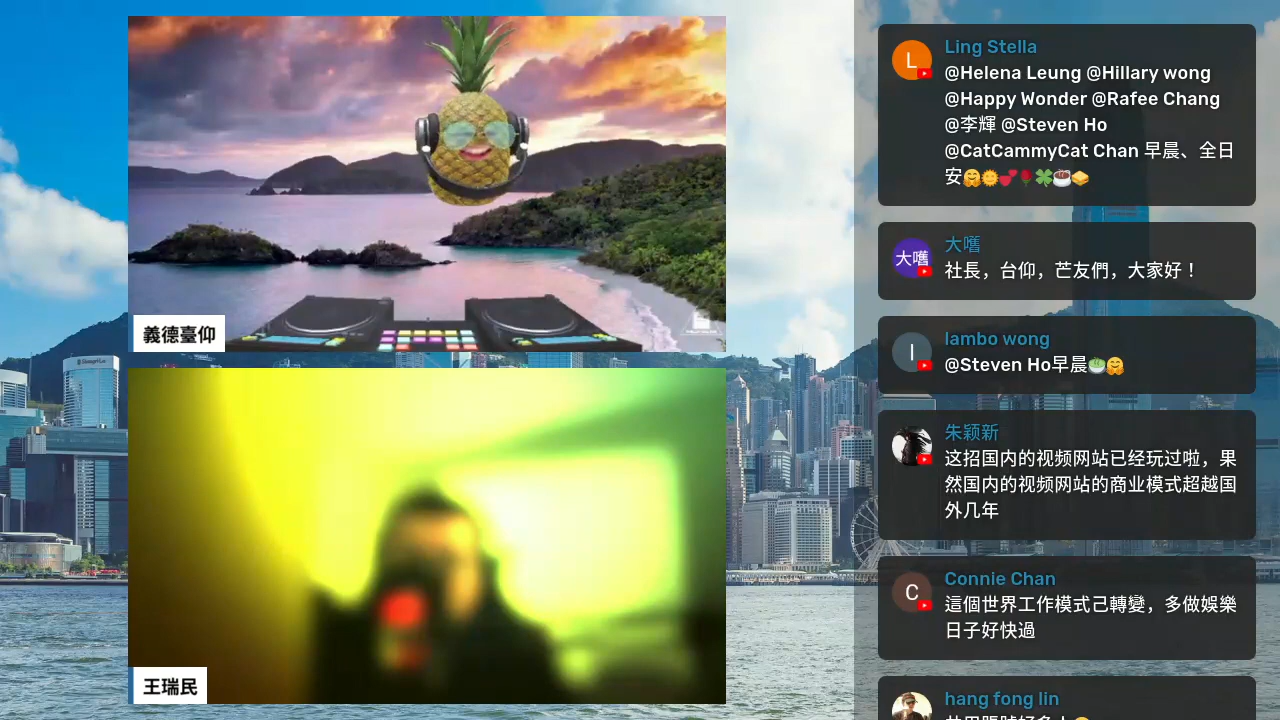 義德臺仰
王瑞民
Ling Stella
@Helena Leung @Hillary wong
@Happy Wonder @Rafee Chang
@李輝 @Steven Ho
@CatCammyCat Chan 早晨、全日
安🤗🌞💕🌹🍀☕🧈
大嚿
大嚿
社長，台仰，芒友們，大家好！
I
lambo wong
@Steven Ho早晨🍵🤗
朱颖新
这招国内的视频网站已经玩过啦，果
然国内的视频网站的商业模式超越国
外几年
C
Connie Chan
這個世界工作模式己轉變，多做娛樂
日子好快過
hang fong lin